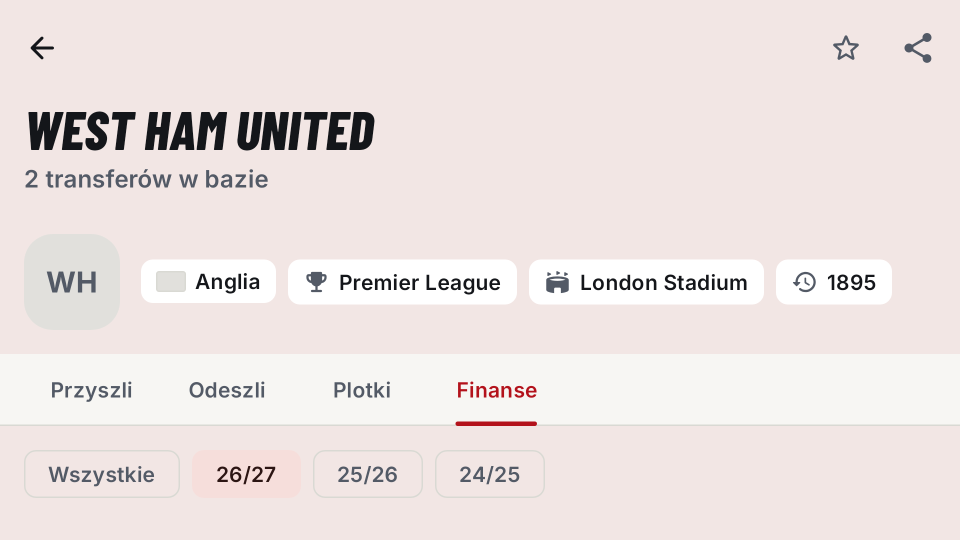 WEST HAM UNITED
2 transferów w bazie
WH
Anglia
Premier League
London Stadium
1895
Przyszli
Odeszli
Plotki
Finanse
Wszystkie
26/27
25/26
24/25